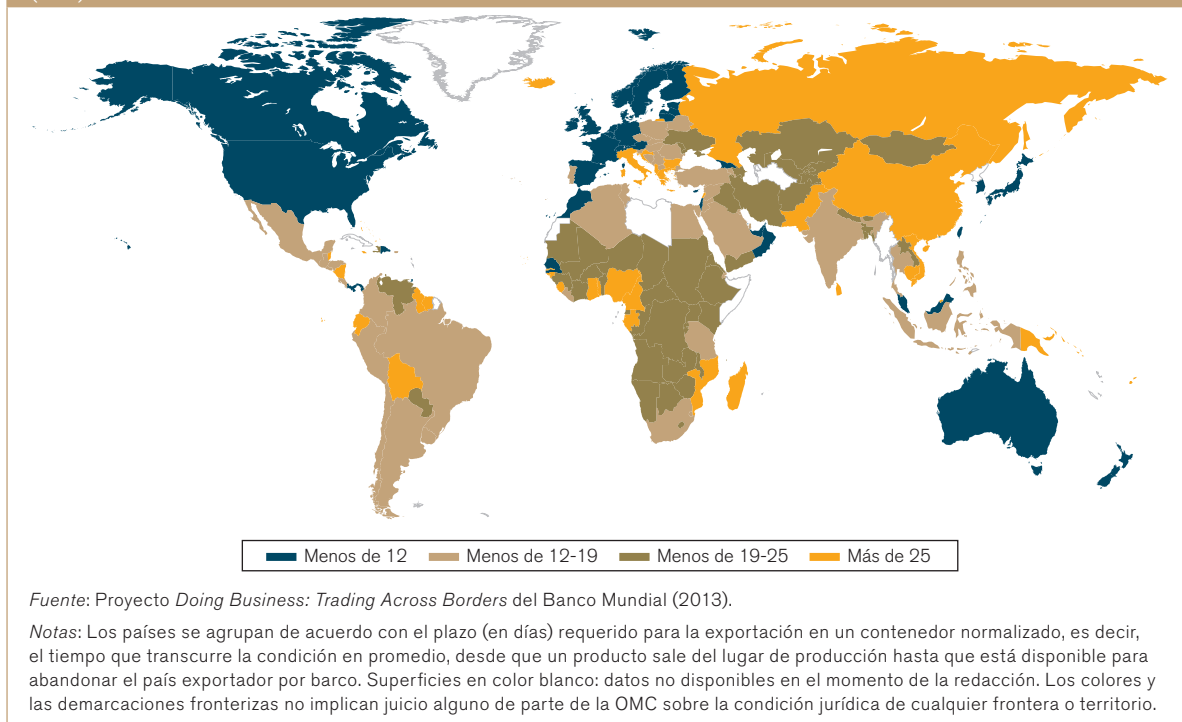 Menos de 12 Menos de 12-19 Menos de 19-25 Más de 25
Fuente: Proyecto Doing Business: Trading Across Borders del Banco Mundial (2013).
Notas: Los países se agrupan de acuerdo con el plazo (en días) requerido para la exportación en un contenedor normalizado, es decir,
el tiempo que transcurre la condición en promedio, desde que un producto sale del lugar de producción hasta que está disponible para
abandonar el país exportador por barco. Superficies en color blanco: datos no disponibles en el momento de la redacción. Los colores y
las demarcaciones fronterizas no implican juicio alguno de parte de la OMC sobre la condición jurídica de cualquier frontera o territorio.